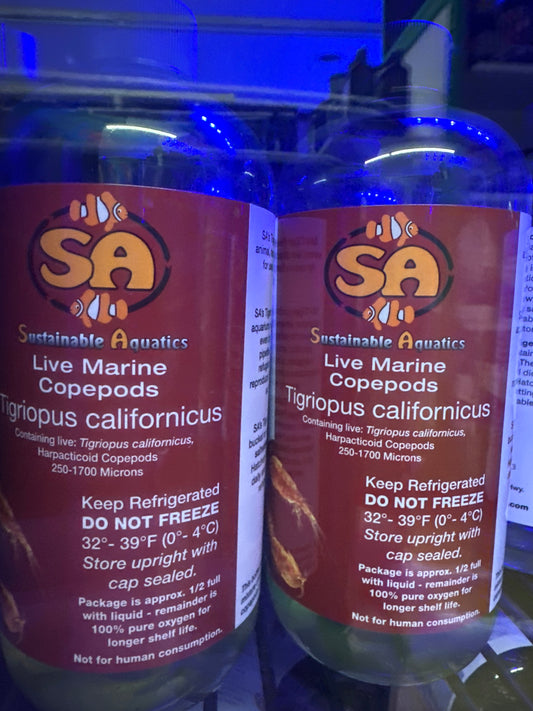 SA
Sustainable Aquatics
Live Marine
Copepods
Tigriopus californicus
Containing live: Tigriopus californicus,
Harpacticoid Copepods
250-1700 Microns
Keep Refrigerated
DO NOT FREEZE
32°- 39°F (0°- 4°C)
Store upright with
cap sealed.
Package is approx. 1/2 full
with liquid - remainder is
100% pure oxygen for
longer shelf life.
Not for human consumption.
SA
Sustainable Aquatics
Live Marine
Copepods
Tigriopus californicus
Containing live: Tigriopus californicus,
Harpacticoid Copepods
250-1700 Microns
Keep Refrigerated
DO NOT FREEZE
32°- 39°F (0°- 4°C)
Store upright with
cap sealed.
Package is approx. 1/2 full
with liquid - remainder is
100% pure oxygen for
longer shelf life.
Not for human consumption.